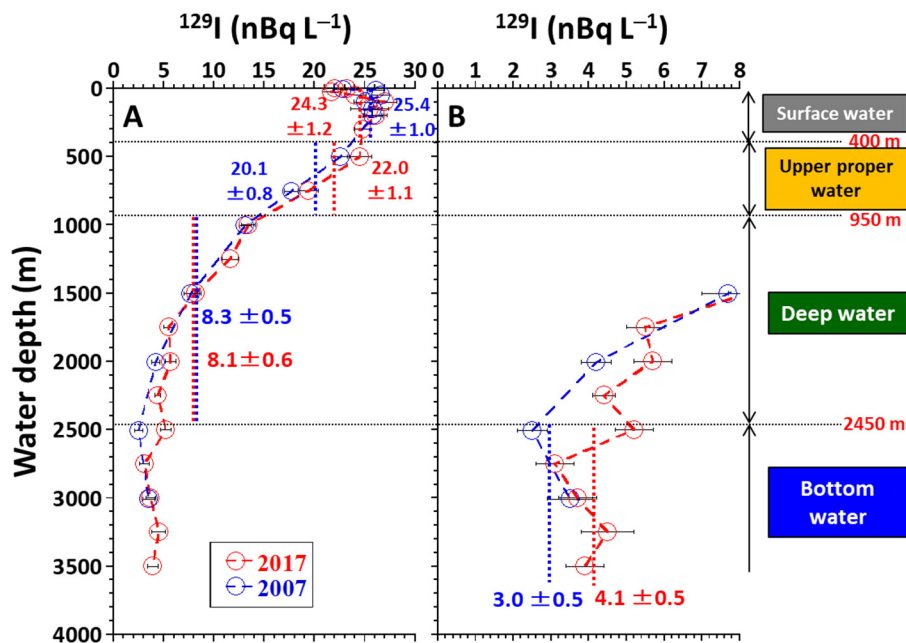 ¹²⁹I (nBq L⁻¹)
¹²⁹I (nBq L⁻¹)
0 5 10 15 20 25 30
0 1 2 3 4 5 6 7 8
A
B
0
500
1000
1500
2000
2500
3000
3500
4000
Water depth (m)
24.3
±1.2
25.4
±1.0
20.1
±0.8
22.0
±1.1
8.3 ±0.5
8.1±0.6
2017
2007
3.0 ±0.5
4.1 ±0.5
Surface water
400 m
Upper proper
water
950 m
Deep water
2450 m
Bottom
water